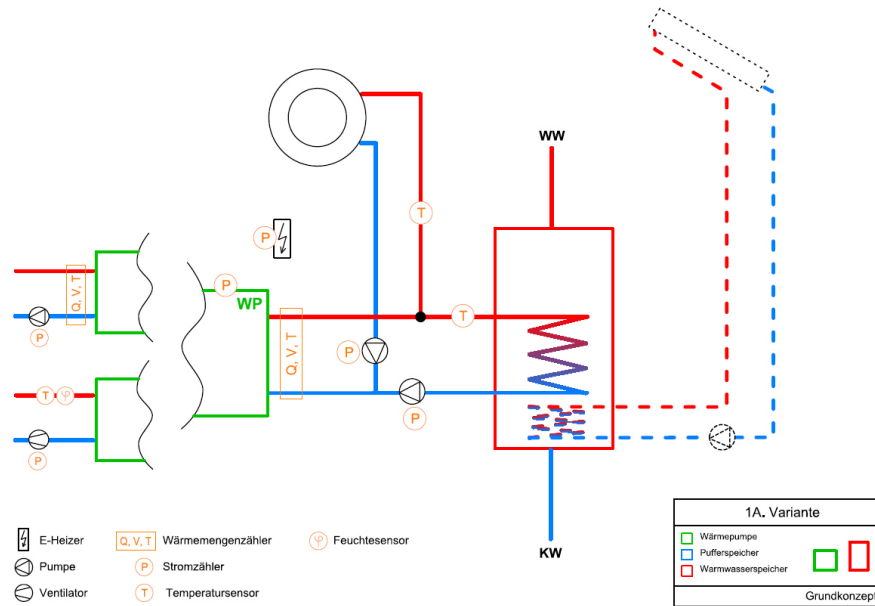 WW
T
P
Q, V, T
P
WP
T
Q, V, T
P
P
P
T φ
P
KW
E-Heizer
Q, V, T Wärmemengenzähler
φ Feuchtesensor
Pumpe
P Stromzähler
Ventilator
T Temperatursensor
1A. Variante
Wärmepumpe
Pufferspeicher
Warmwasserspeicher
Grundkonzept